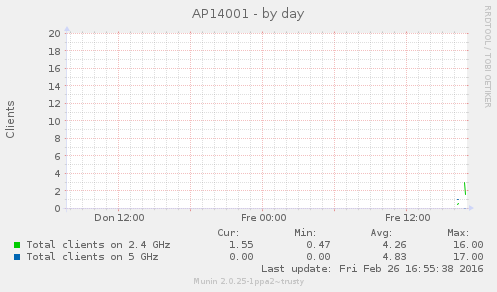 AP14001 - by day
RRDTOOL / TOBI OETIKER
Clients
20
18
16
14
12
10
8
6
4
2
0
Don 12:00 Fre 00:00 Fre 12:00
Cur: Min: Avg: Max:
Total clients on 2.4 GHz 1.55 0.47 4.26 16.00
Total clients on 5 GHz 0.00 0.00 4.83 17.00
Last update: Fri Feb 26 16:55:38 2016
Munin 2.0.25-1ppa2~trusty